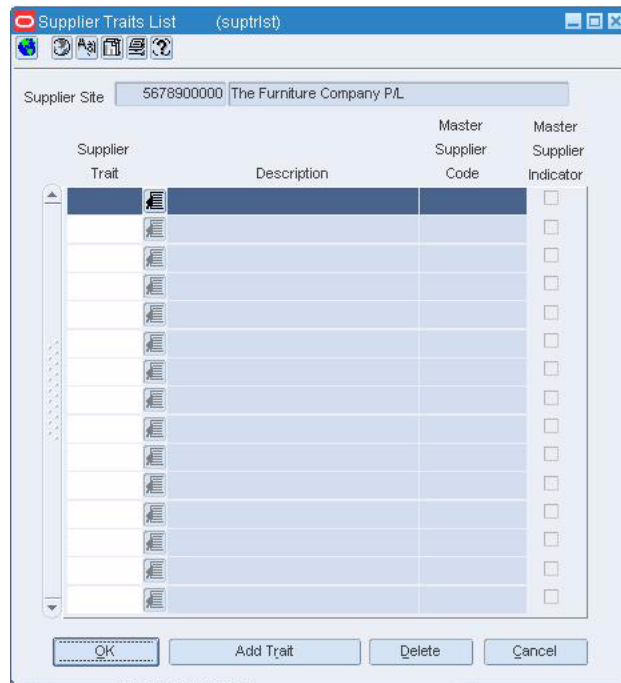 Supplier Traits List (suptrlst)
Supplier Site 5678900000 The Furniture Company P/L
Supplier Trait
Description
Master Supplier Code
Master Supplier Indicator
OK Add Trait Delete Cancel